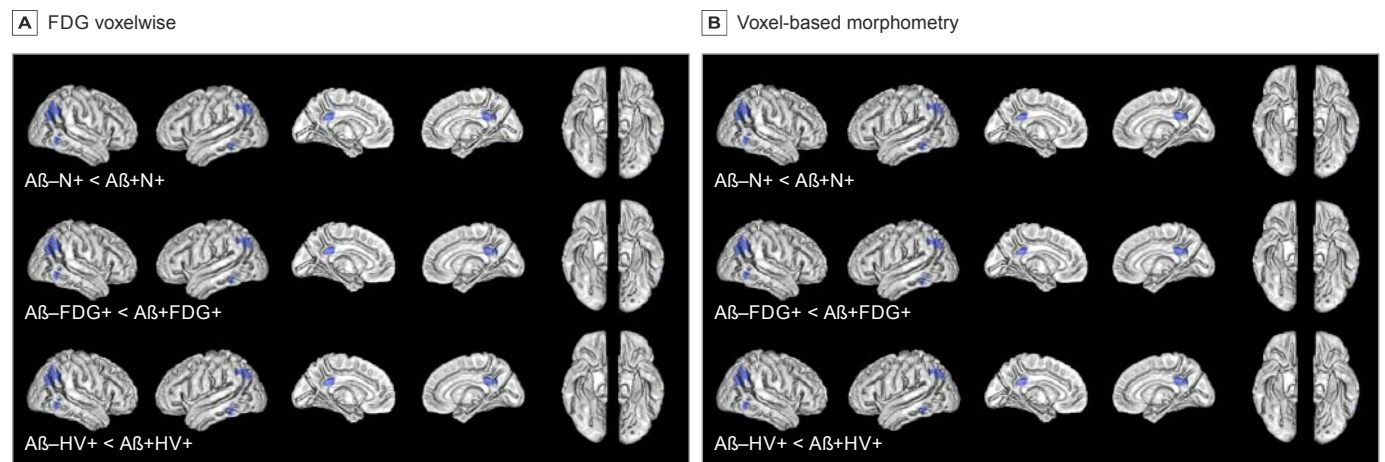 A FDG voxelwise
Aß–N+ < Aß+N+
Aß–FDG+ < Aß+FDG+
Aß–HV+ < Aß+HV+
B Voxel-based morphometry
Aß–N+ < Aß+N+
Aß–FDG+ < Aß+FDG+
Aß–HV+ < Aß+HV+